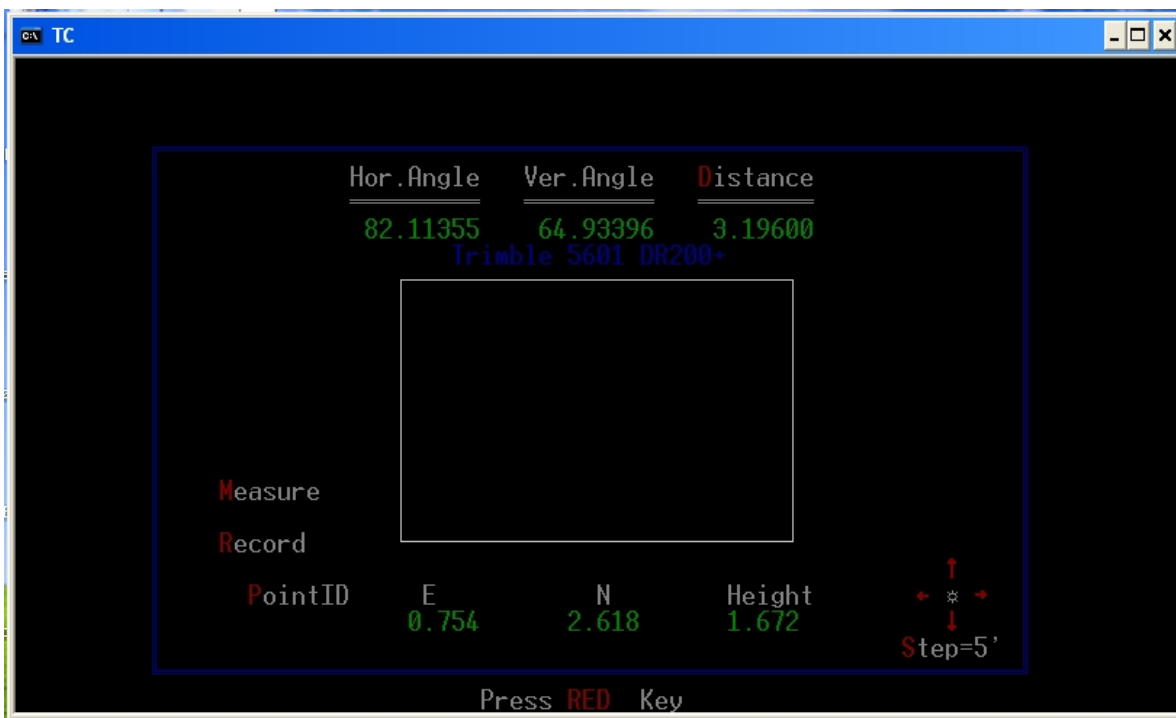 TC
Hor.Angle Ver.Angle Distance
82.11355 64.93396 3.19600
Trimble 5601 DR200+
Measure
Record
PointID E N Height
0.754 2.618 1.672
Step=5'
Press RED Key